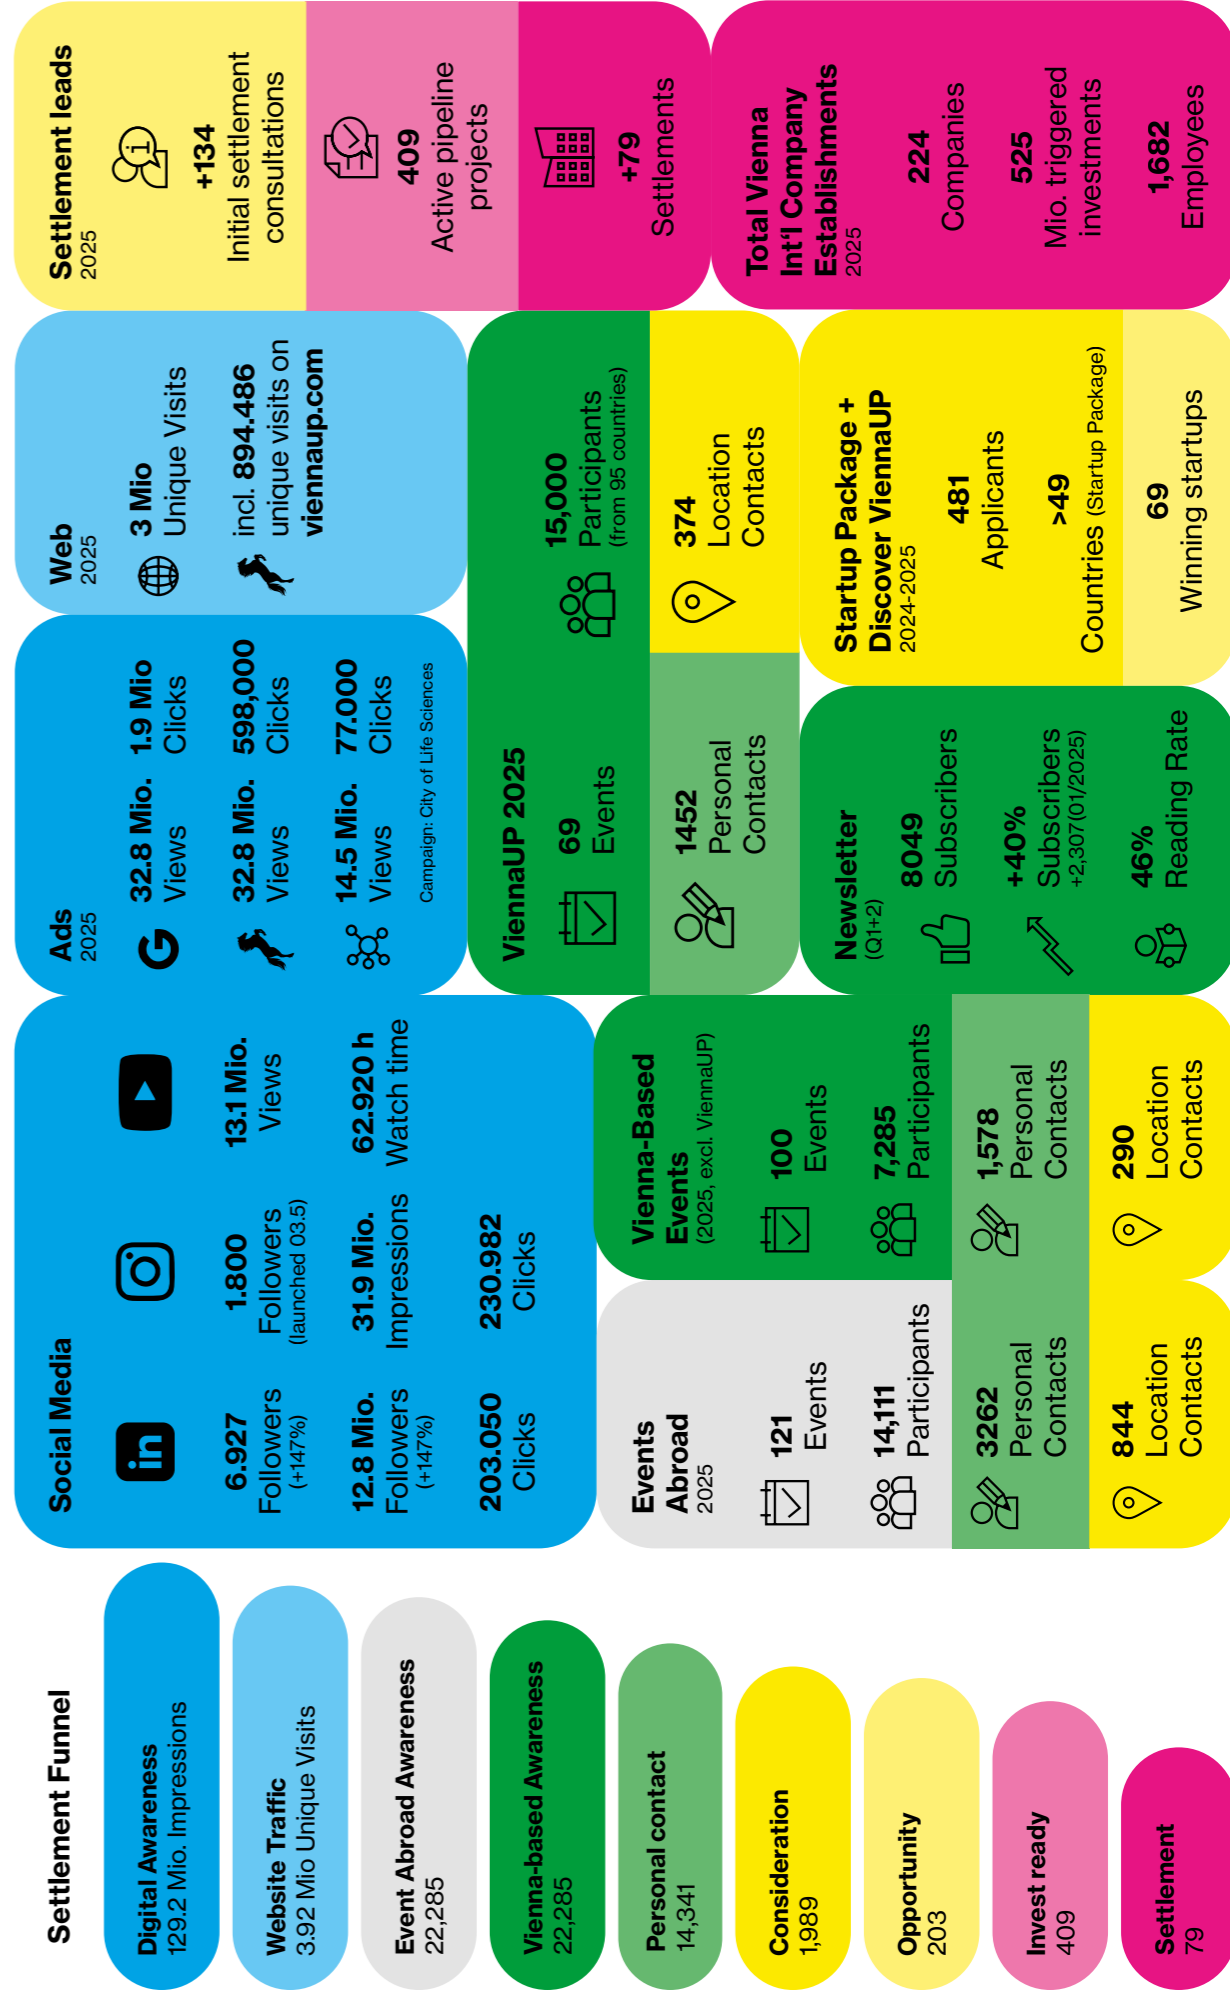 Settlement Funnel
Digital Awareness
129.2 Mio. Impressions
Website Traffic
3.92 Mio Unique Visits
Event Abroad Awareness
22,285
Vienna-based Awareness
22,285
Personal contact
14,341
Consideration
1,989
Opportunity
203
Invest ready
409
Settlement
79
Social Media
in
6.927
Followers
(+147%)
12.8 Mio.
Followers
(+147%)
203.050
Clicks
1.800
Followers
(launched 03.5)
31.9 Mio.
Impressions
230.982
Clicks
13.1 Mio.
Views
62.920 h
Watch time
Events
Abroad
2025
121
Events
14,111
Participants
3262
Personal
Contacts
844
Location
Contacts
Vienna-Based
Events
(2025, excl. ViennaUP)
100
Events
7,285
Participants
1,578
Personal
Contacts
290
Location
Contacts
Ads
2025
G
32.8 Mio.
Views
1.9 Mio
Clicks
32.8 Mio.
Views
598,000
Clicks
14.5 Mio.
Views
77.000
Clicks
Campaign: City of Life Sciences
Web
2025
3 Mio
Unique Visits
incl. 894.486
unique visits on
viennaup.com
ViennaUP 2025
69
Events
15,000
Participants
(from 95 countries)
1452
Personal
Contacts
374
Location
Contacts
Newsletter
(Q1+2)
8049
Subscribers
+40%
Subscribers
+2,307(01/2025)
46%
Reading Rate
Startup Package +
Discover ViennaUP
2024-2025
481
Applicants
>49
Countries (Startup Package)
69
Winning startups
Settlement leads
2025
i
+134
Initial settlement
consultations
409
Active pipeline
projects
+79
Settlements
Total Vienna
Int'l Company
Establishments
2025
224
Companies
525
Mio. triggered
investments
1,682
Employees